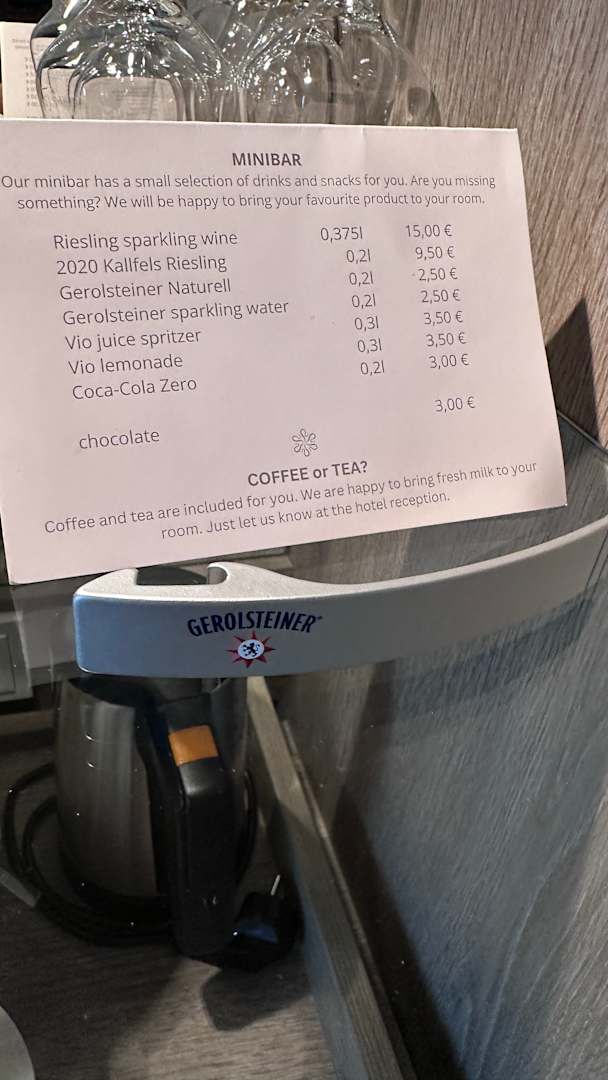 MINIBAR
Our minibar has a small selection of drinks and snacks for you. Are you missing
something? We will be happy to bring your favourite product to your room.
Riesling sparkling wine 0,375l 15,00 €
2020 Kallfels Riesling 0,2l 9,50 €
Gerolsteiner Naturell 0,2l 2,50 €
Gerolsteiner sparkling water 0,2l 2,50 €
Vio juice spritzer 0,3l 3,50 €
Vio lemonade 0,3l 3,50 €
Coca-Cola Zero 0,2l 3,00 €
chocolate 3,00 €
COFFEE or TEA?
Coffee and tea are included for you. We are happy to bring fresh milk to your
room. Just let us know at the hotel reception.
GEROLSTEINER®